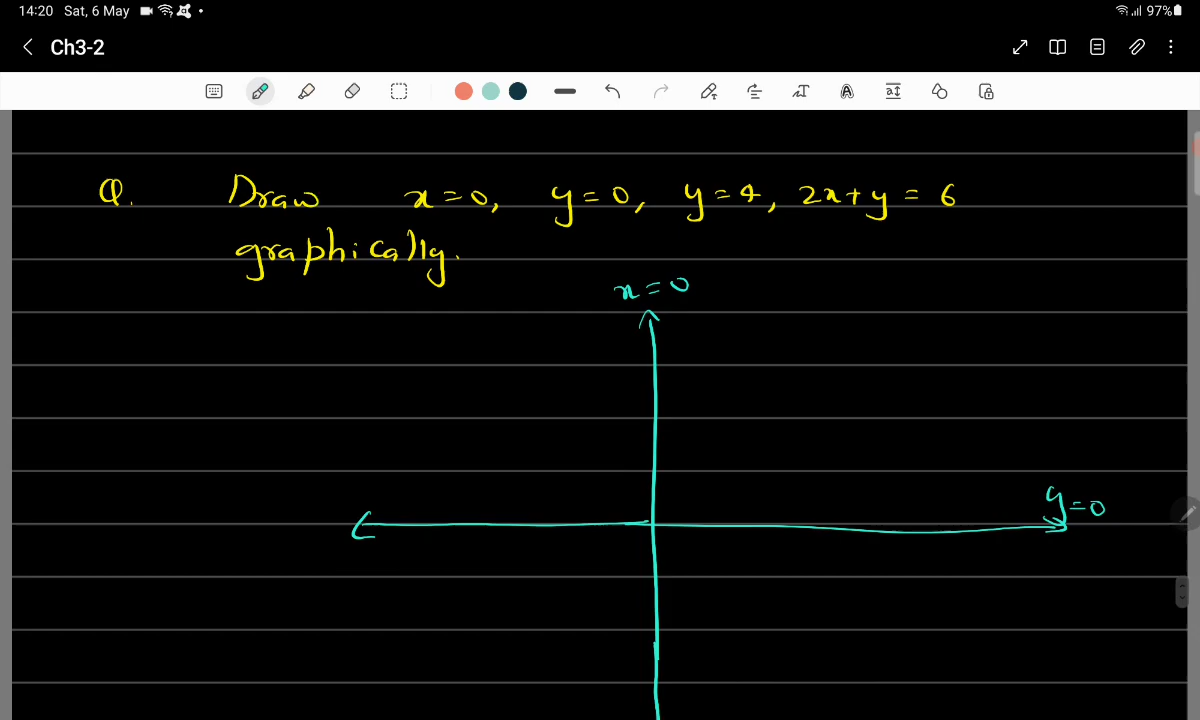 14:20 Sat, 6 May 97%
Ch3-2
Q. Draw x=0, y=0, y=4, 2x+y=6
graphically.
x=0
y=0